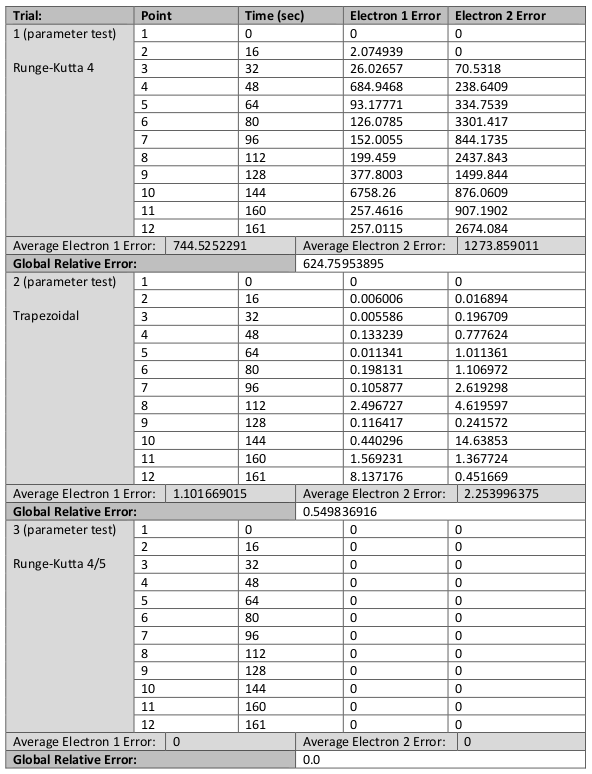 Trial: Point Time (sec) Electron 1 Error Electron 2 Error
1 (parameter test) 1 0 0 0
2 16 2.074939 0
Runge-Kutta 4 3 32 26.02657 70.5318
4 48 684.9468 238.6409
5 64 93.17771 334.7539
6 80 126.0785 3301.417
7 96 152.0055 844.1735
8 112 199.459 2437.843
9 128 377.8003 1499.844
10 144 6758.26 876.0609
11 160 257.4616 907.1902
12 161 257.0115 2674.084
Average Electron 1 Error: 744.5252291 Average Electron 2 Error: 1273.859011
Global Relative Error: 624.75953895
2 (parameter test) 1 0 0 0
2 16 0.006006 0.016894
Trapezoidal 3 32 0.005586 0.196709
4 48 0.133239 0.777624
5 64 0.011341 1.011361
6 80 0.198131 1.106972
7 96 0.105877 2.619298
8 112 2.496727 4.619597
9 128 0.116417 0.241572
10 144 0.440296 14.63853
11 160 1.569231 1.367724
12 161 8.137176 0.451669
Average Electron 1 Error: 1.101669015 Average Electron 2 Error: 2.253996375
Global Relative Error: 0.549836916
3 (parameter test) 1 0 0 0
2 16 0 0
Runge-Kutta 4/5 3 32 0 0
4 48 0 0
5 64 0 0
6 80 0 0
7 96 0 0
8 112 0 0
9 128 0 0
10 144 0 0
11 160 0 0
12 161 0 0
Average Electron 1 Error: 0 Average Electron 2 Error: 0
Global Relative Error: 0.0